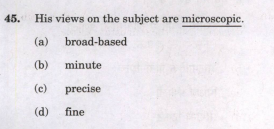 45. His views on the subject are microscopic.
(a) broad-based
(b) minute
(c) precise
(d) fine